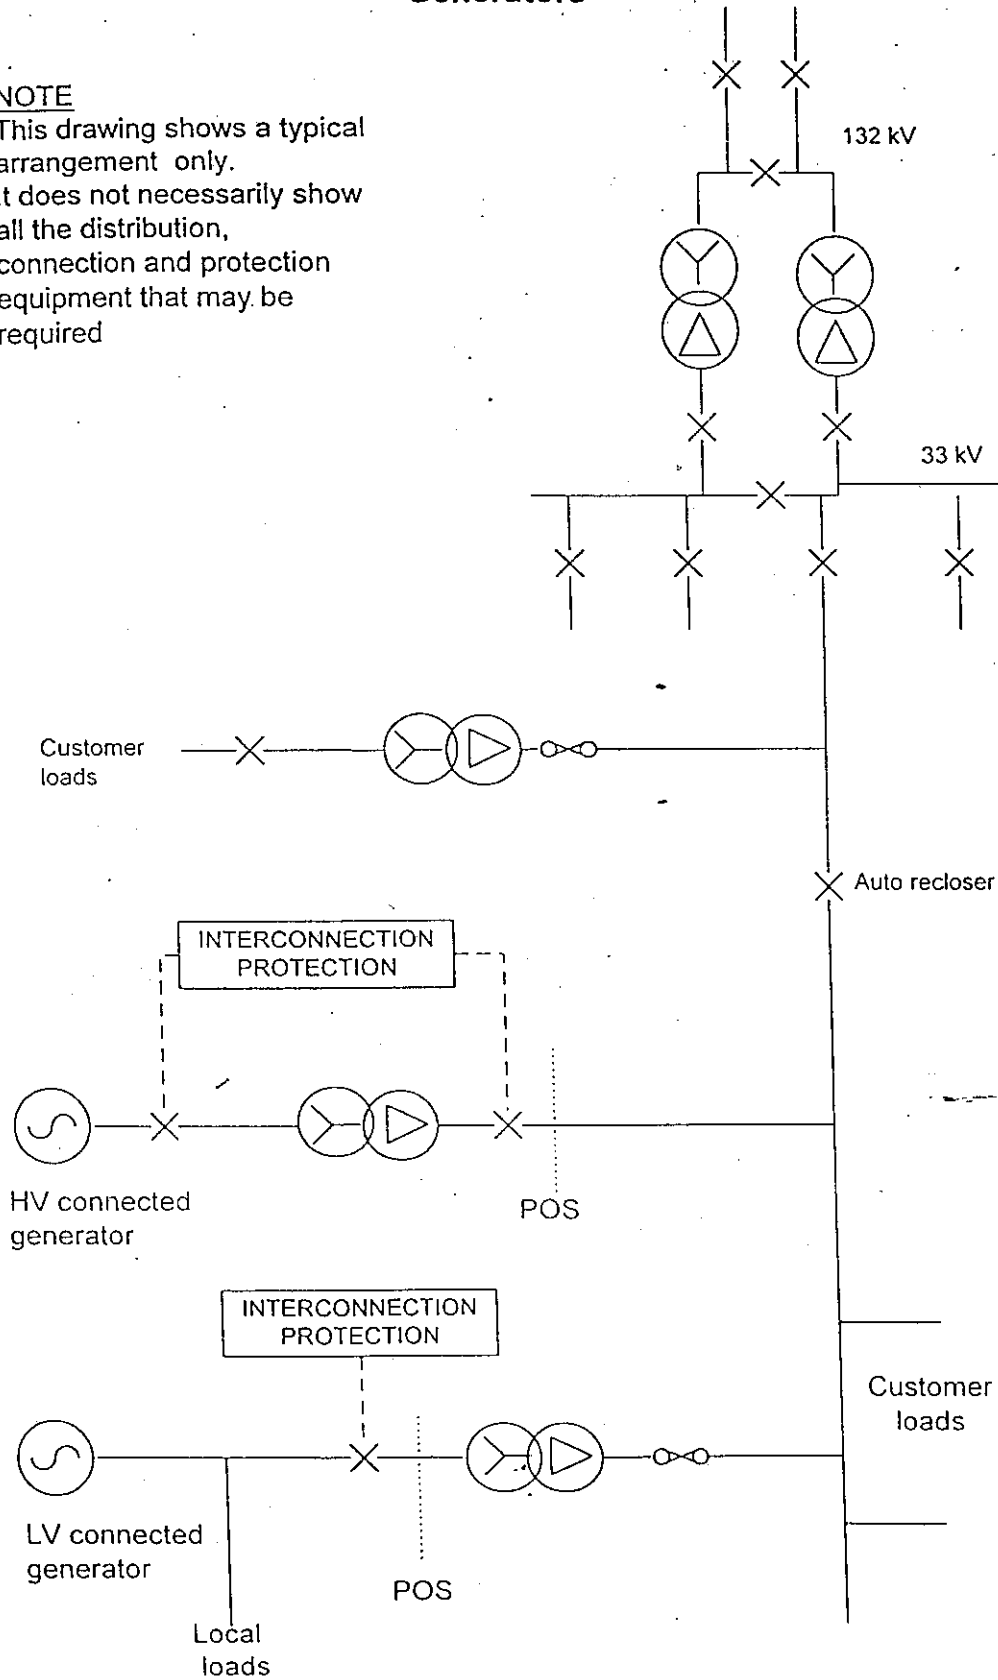 Generators
NOTE
This drawing shows a typical
arrangement only.
It does not necessarily show
all the distribution,
connection and protection
equipment that may be
required
132 kV
33 kV
Customer
loads
Auto recloser
INTERCONNECTION
PROTECTION
HV connected
generator
POS
INTERCONNECTION
PROTECTION
Customer
loads
LV connected
generator
POS
Local
loads